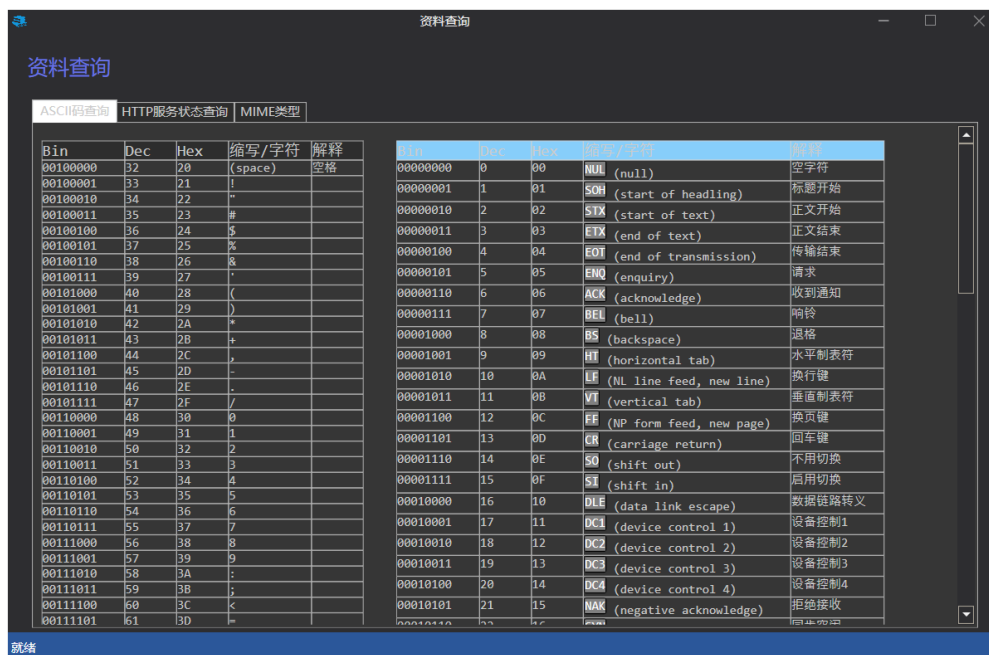 资料查询
资料查询
ASCII码查询 HTTP服务状态查询 MIME类型
Bin Dec Hex 缩写/字符 解释
00100000 32 20 (space) 空格
00100001 33 21 !
00100010 34 22 "
00100011 35 23 #
00100100 36 24 $
00100101 37 25 %
00100110 38 26 &
00100111 39 27 '
00101000 40 28 (
00101001 41 29 )
00101010 42 2A *
00101011 43 2B +
00101100 44 2C ,
00101101 45 2D -
00101110 46 2E .
00101111 47 2F /
00110000 48 30 0
00110001 49 31 1
00110010 50 32 2
00110011 51 33 3
00110100 52 34 4
00110101 53 35 5
00110110 54 36 6
00110111 55 37 7
00111000 56 38 8
00111001 57 39 9
00111010 58 3A :
00111011 59 3B ;
00111100 60 3C <
00111101 61 3D =
Bin Dec Hex 缩写/字符 解释
00000000 0 00 NUL (null) 空字符
00000001 1 01 SOH (start of headling) 标题开始
00000010 2 02 STX (start of text) 正文开始
00000011 3 03 ETX (end of text) 正文结束
00000100 4 04 EOT (end of transmission) 传输结束
00000101 5 05 ENQ (enquiry) 请求
00000110 6 06 ACK (acknowledge) 收到通知
00000111 7 07 BEL (bell) 响铃
00001000 8 08 BS (backspace) 退格
00001001 9 09 HT (horizontal tab) 水平制表符
00001010 10 0A LF (NL line feed, new line) 换行键
00001011 11 0B VT (vertical tab) 垂直制表符
00001100 12 0C FF (NP form feed, new page) 换页键
00001101 13 0D CR (carriage return) 回车键
00001110 14 0E SO (shift out) 不用切换
00001111 15 0F SI (shift in) 启用切换
00010000 16 10 DLE (data link escape) 数据链路转义
00010001 17 11 DC1 (device control 1) 设备控制1
00010010 18 12 DC2 (device control 2) 设备控制2
00010011 19 13 DC3 (device control 3) 设备控制3
00010100 20 14 DC4 (device control 4) 设备控制4
00010101 21 15 NAK (negative acknowledge) 拒绝接收
就绪